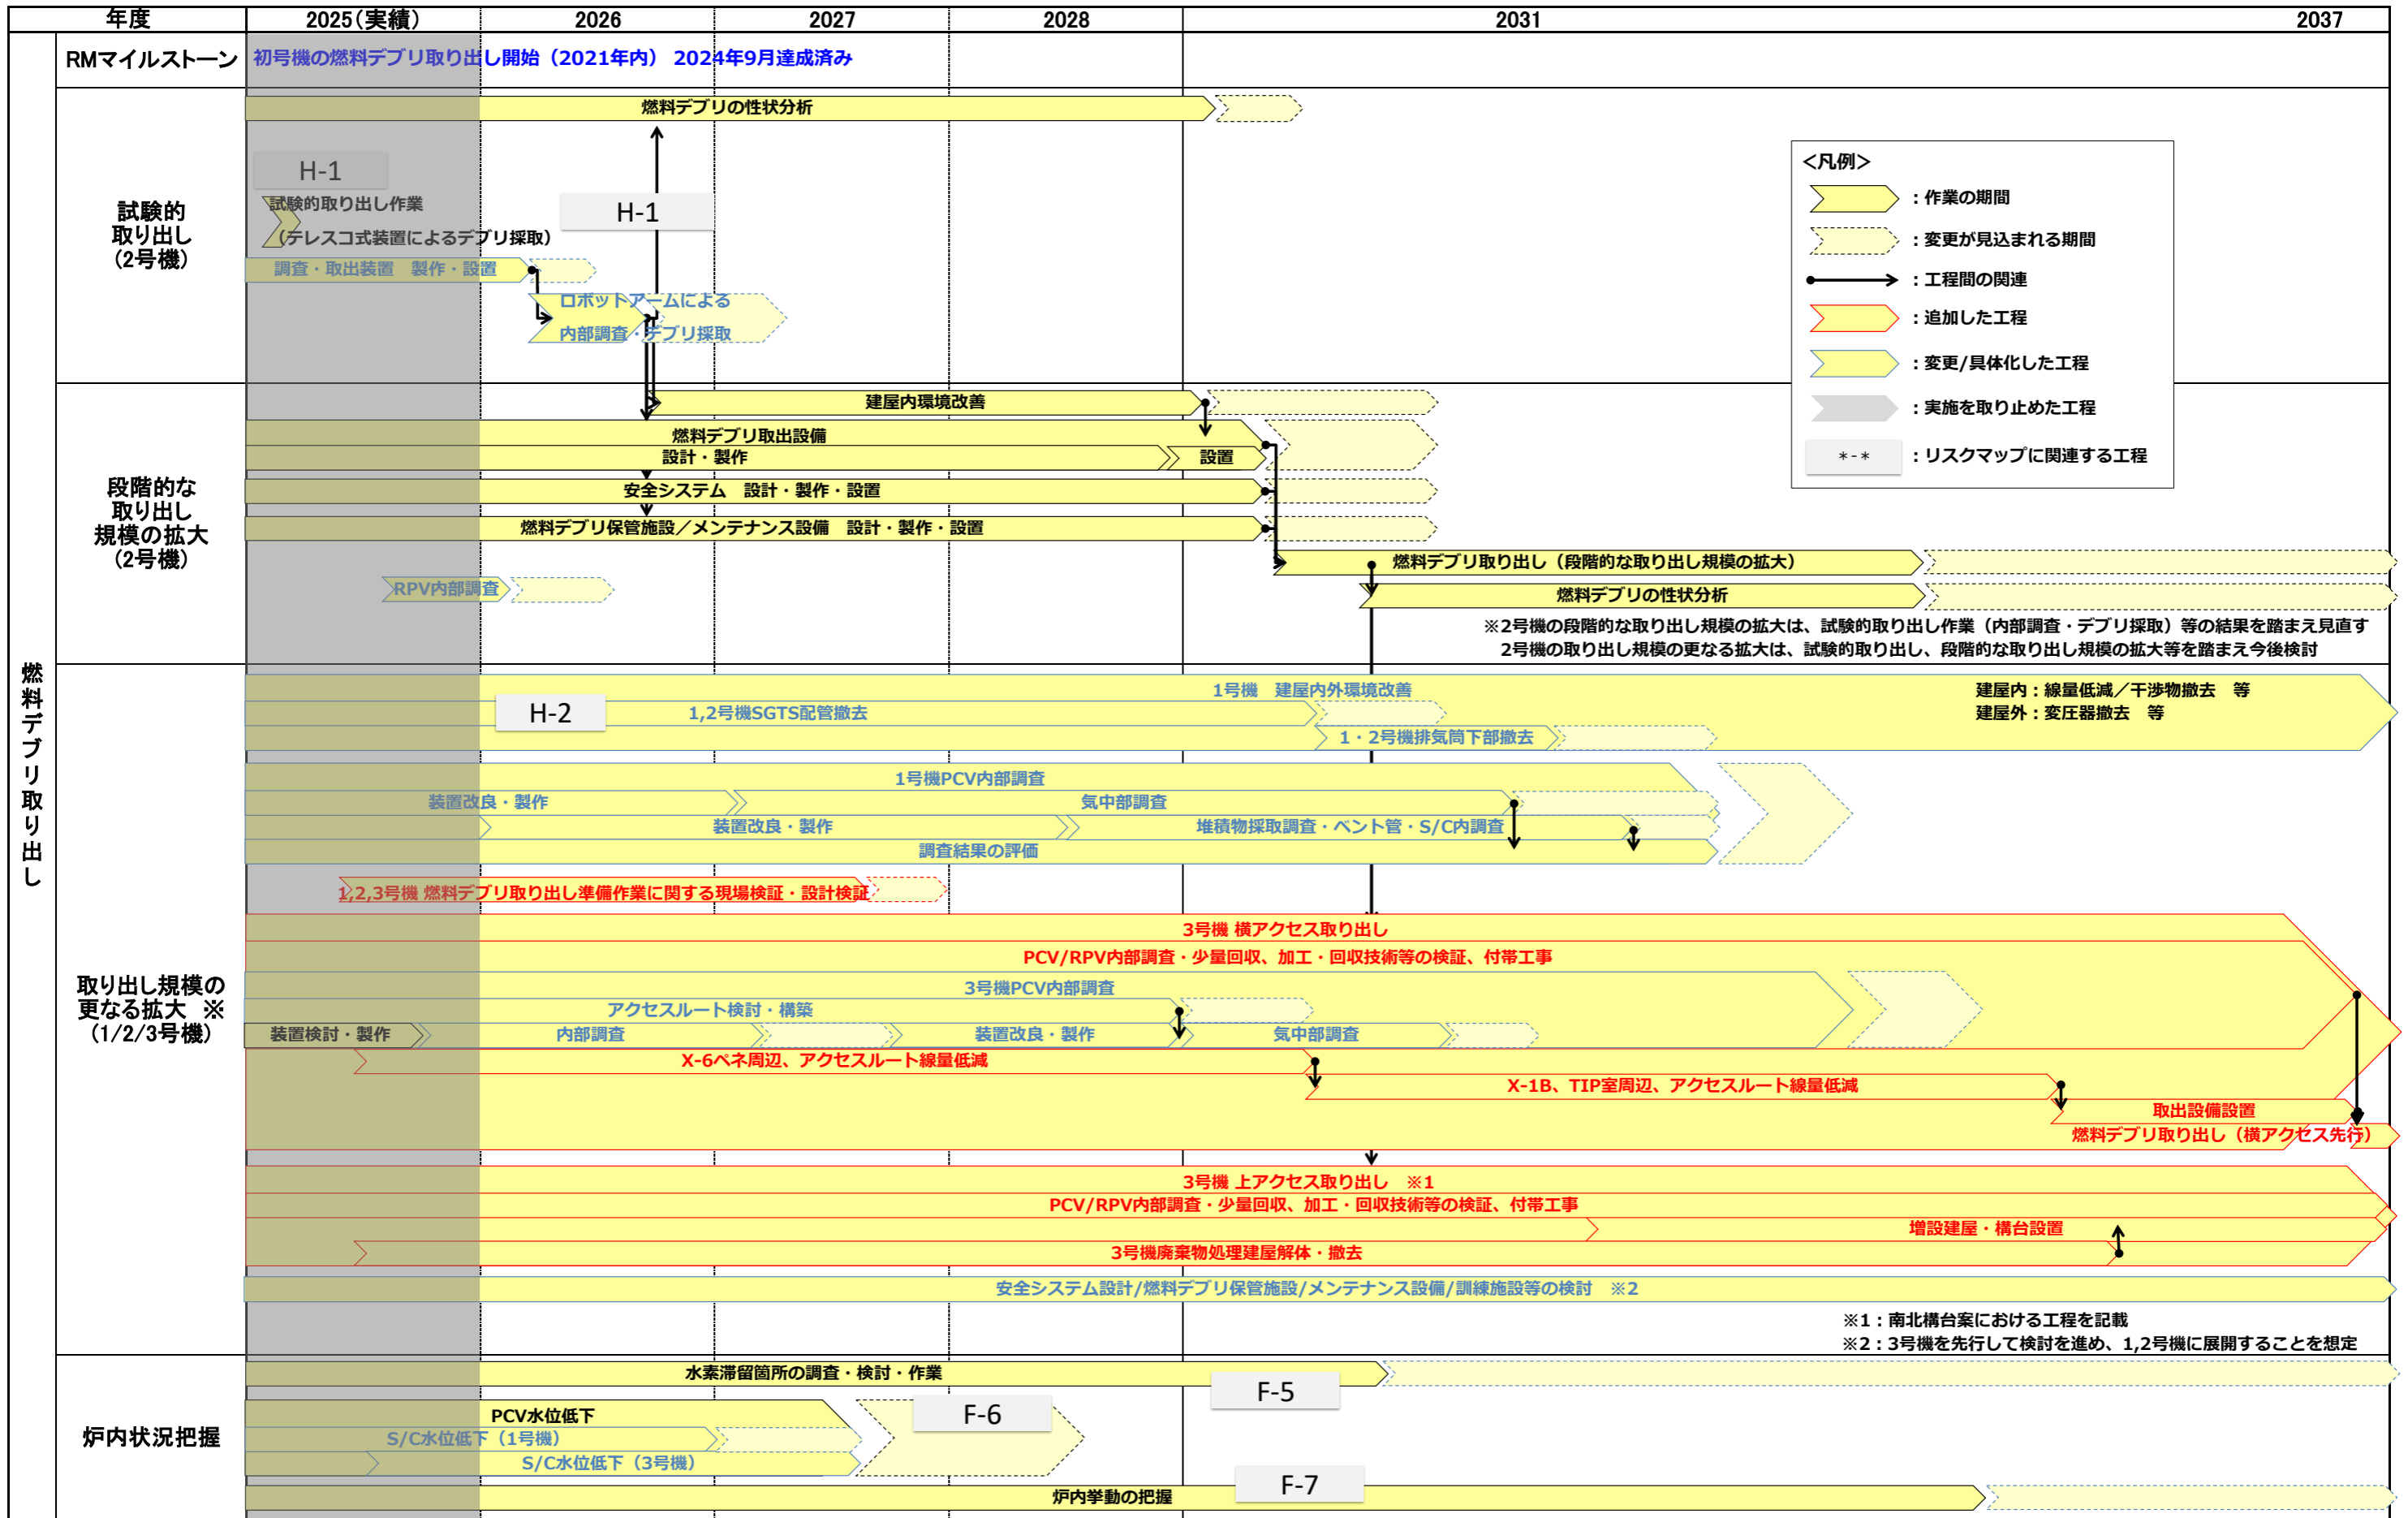 年度
2025(実績)
2026
2027
2028
2031
2037
燃料デブリ取り出し
RMマイルストーン
初号機の燃料デブリ取り出し開始（2021年内） 2024年9月達成済み
試験的
取り出し
(2号機)
燃料デブリの性状分析
H-1
試験的取り出し作業
（テレスコ式装置によるデブリ採取）
H-1
調査・取出装置　製作・設置
ロボットアームによる
内部調査・デブリ採取
＜凡例＞
：作業の期間
：変更が見込まれる期間
：工程間の関連
：追加した工程
：変更/具体化した工程
：実施を取り止めた工程
*-*
：リスクマップに関連する工程
段階的な
取り出し
規模の拡大
(2号機)
建屋内環境改善
燃料デブリ取出設備
設計・製作
設置
安全システム　設計・製作・設置
燃料デブリ保管施設／メンテナンス設備　設計・製作・設置
燃料デブリ取り出し（段階的な取り出し規模の拡大）
RPV内部調査
燃料デブリの性状分析
※2号機の段階的な取り出し規模の拡大は、試験的取り出し作業（内部調査・デブリ採取）等の結果を踏まえ見直す
2号機の取り出し規模の更なる拡大は、試験的取り出し、段階的な取り出し規模の拡大等を踏まえ今後検討
取り出し規模の
更なる拡大　※
(1/2/3号機)
1号機　建屋内外環境改善
建屋内：線量低減／干渉物撤去　等
建屋外：変圧器撤去　等
H-2
1,2号機SGTS配管撤去
1・2号機排気筒下部撤去
1号機PCV内部調査
装置改良・製作
気中部調査
装置改良・製作
堆積物採取調査・ベント管・S/C内調査
調査結果の評価
1,2,3号機 燃料デブリ取り出し準備作業に関する現場検証・設計検証
3号機 横アクセス取り出し
PCV/RPV内部調査・少量回収、加工・回収技術等の検証、付帯工事
3号機PCV内部調査
アクセスルート検討・構築
装置検討・製作
内部調査
装置改良・製作
気中部調査
X-6ペネ周辺、アクセスルート線量低減
X-1B、TIP室周辺、アクセスルート線量低減
取出設備設置
燃料デブリ取り出し（横アクセス先行）
3号機 上アクセス取り出し　※1
PCV/RPV内部調査・少量回収、加工・回収技術等の検証、付帯工事
増設建屋・構台設置
3号機廃棄物処理建屋解体・撤去
安全システム設計/燃料デブリ保管施設/メンテナンス設備/訓練施設等の検討　※2
※1：南北構台案における工程を記載
※2：3号機を先行して検討を進め、1,2号機に展開することを想定
炉内状況把握
水素滞留箇所の調査・検討・作業
F-5
PCV水位低下
F-6
S/C水位低下（1号機）
S/C水位低下（3号機）
F-7
炉内挙動の把握